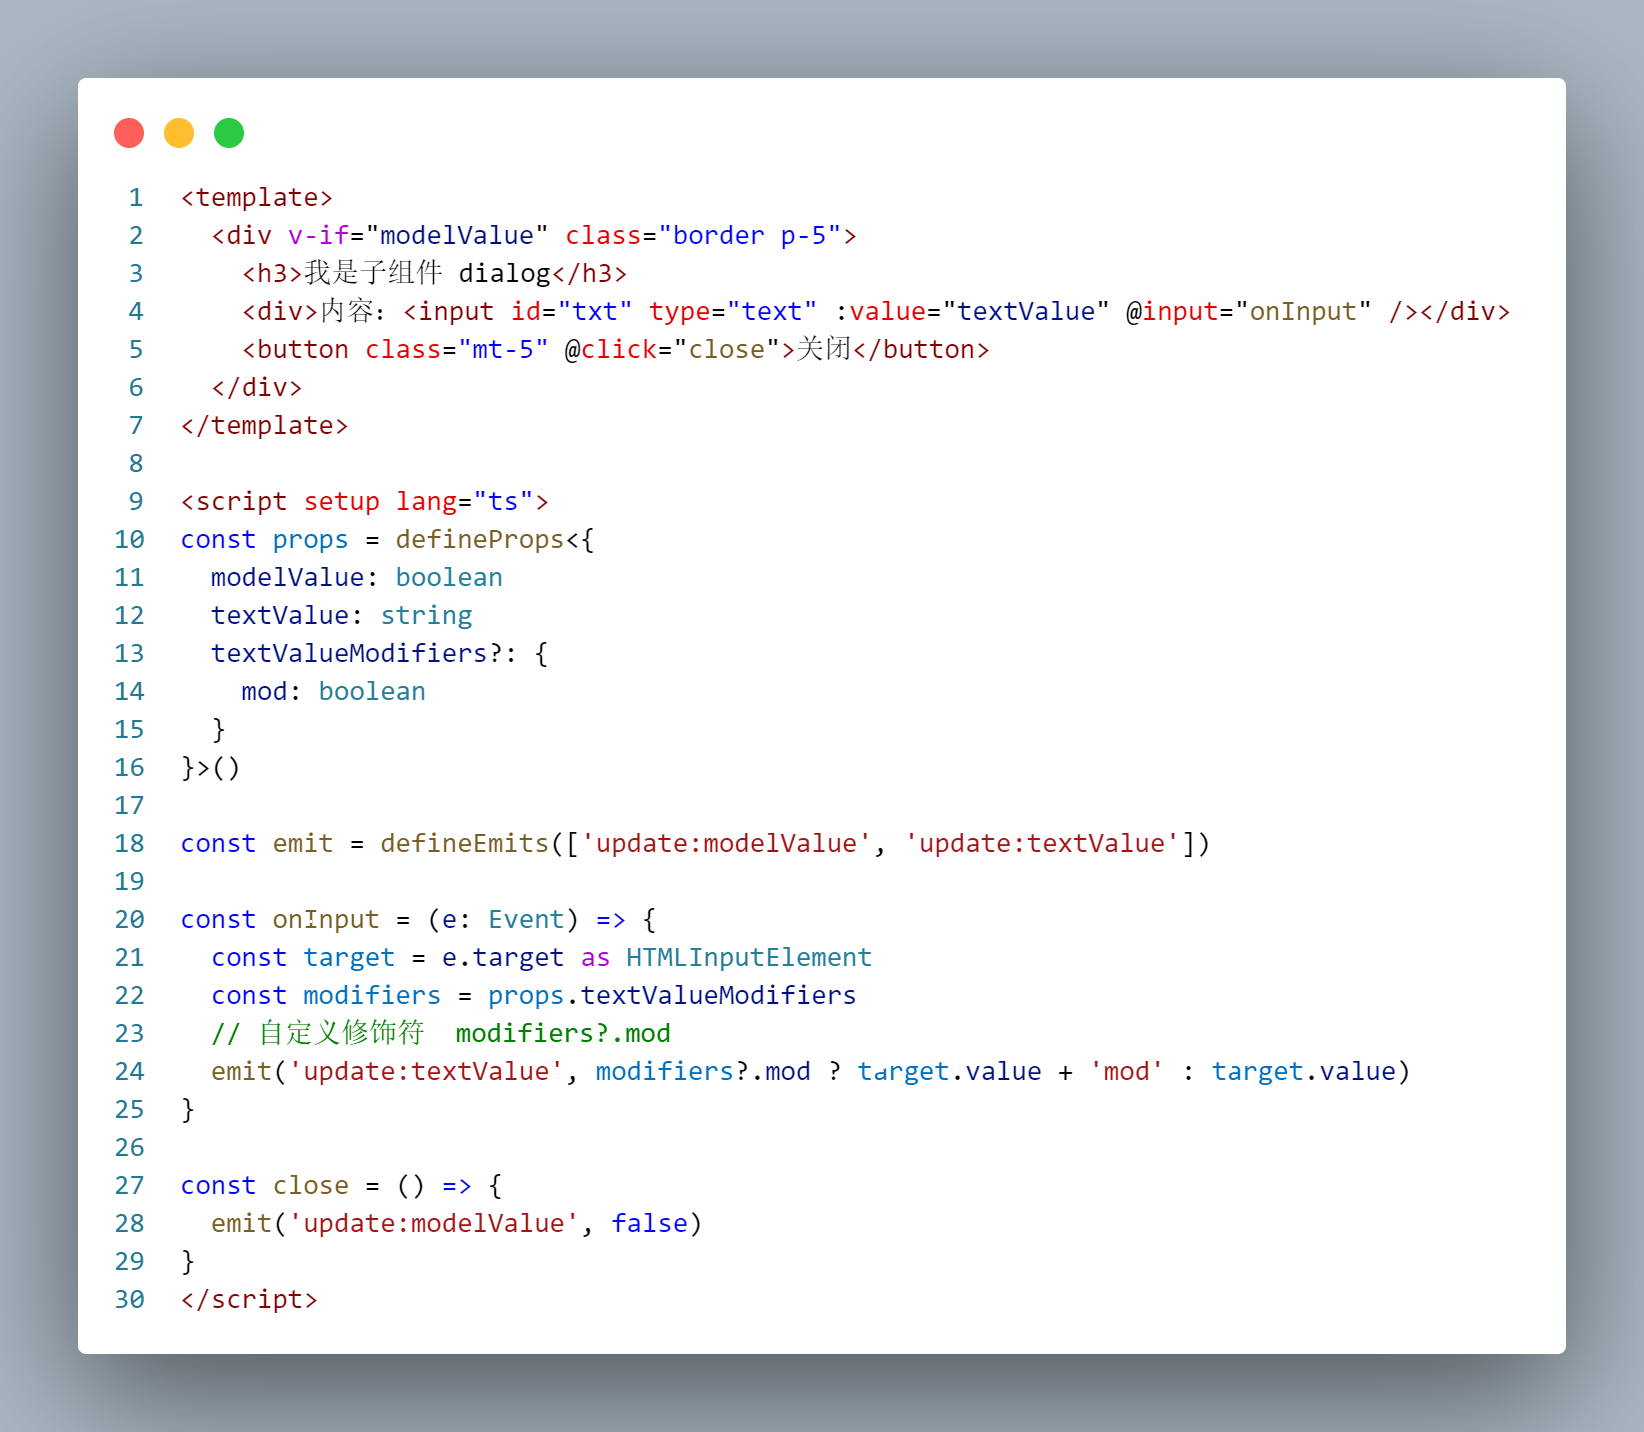 1 <template>
2   <div v-if="modelValue" class="border p-5">
3     <h3>我是子组件 dialog</h3>
4     <div>内容：<input id="txt" type="text" :value="textValue" @input="onInput" /></div>
5     <button class="mt-5" @click="close">关闭</button>
6   </div>
7 </template>
8
9 <script setup lang="ts">
10 const props = defineProps<{
11   modelValue: boolean
12   textValue: string
13   textValueModifiers?: {
14     mod: boolean
15   }
16 }>()
17
18 const emit = defineEmits(['update:modelValue', 'update:textValue'])
19
20 const onInput = (e: Event) => {
21   const target = e.target as HTMLInputElement
22   const modifiers = props.textValueModifiers
23   // 自定义修饰符  modifiers?.mod
24   emit('update:textValue', modifiers?.mod ? target.value + 'mod' : target.value)
25 }
26
27 const close = () => {
28   emit('update:modelValue', false)
29 }
30 </script>